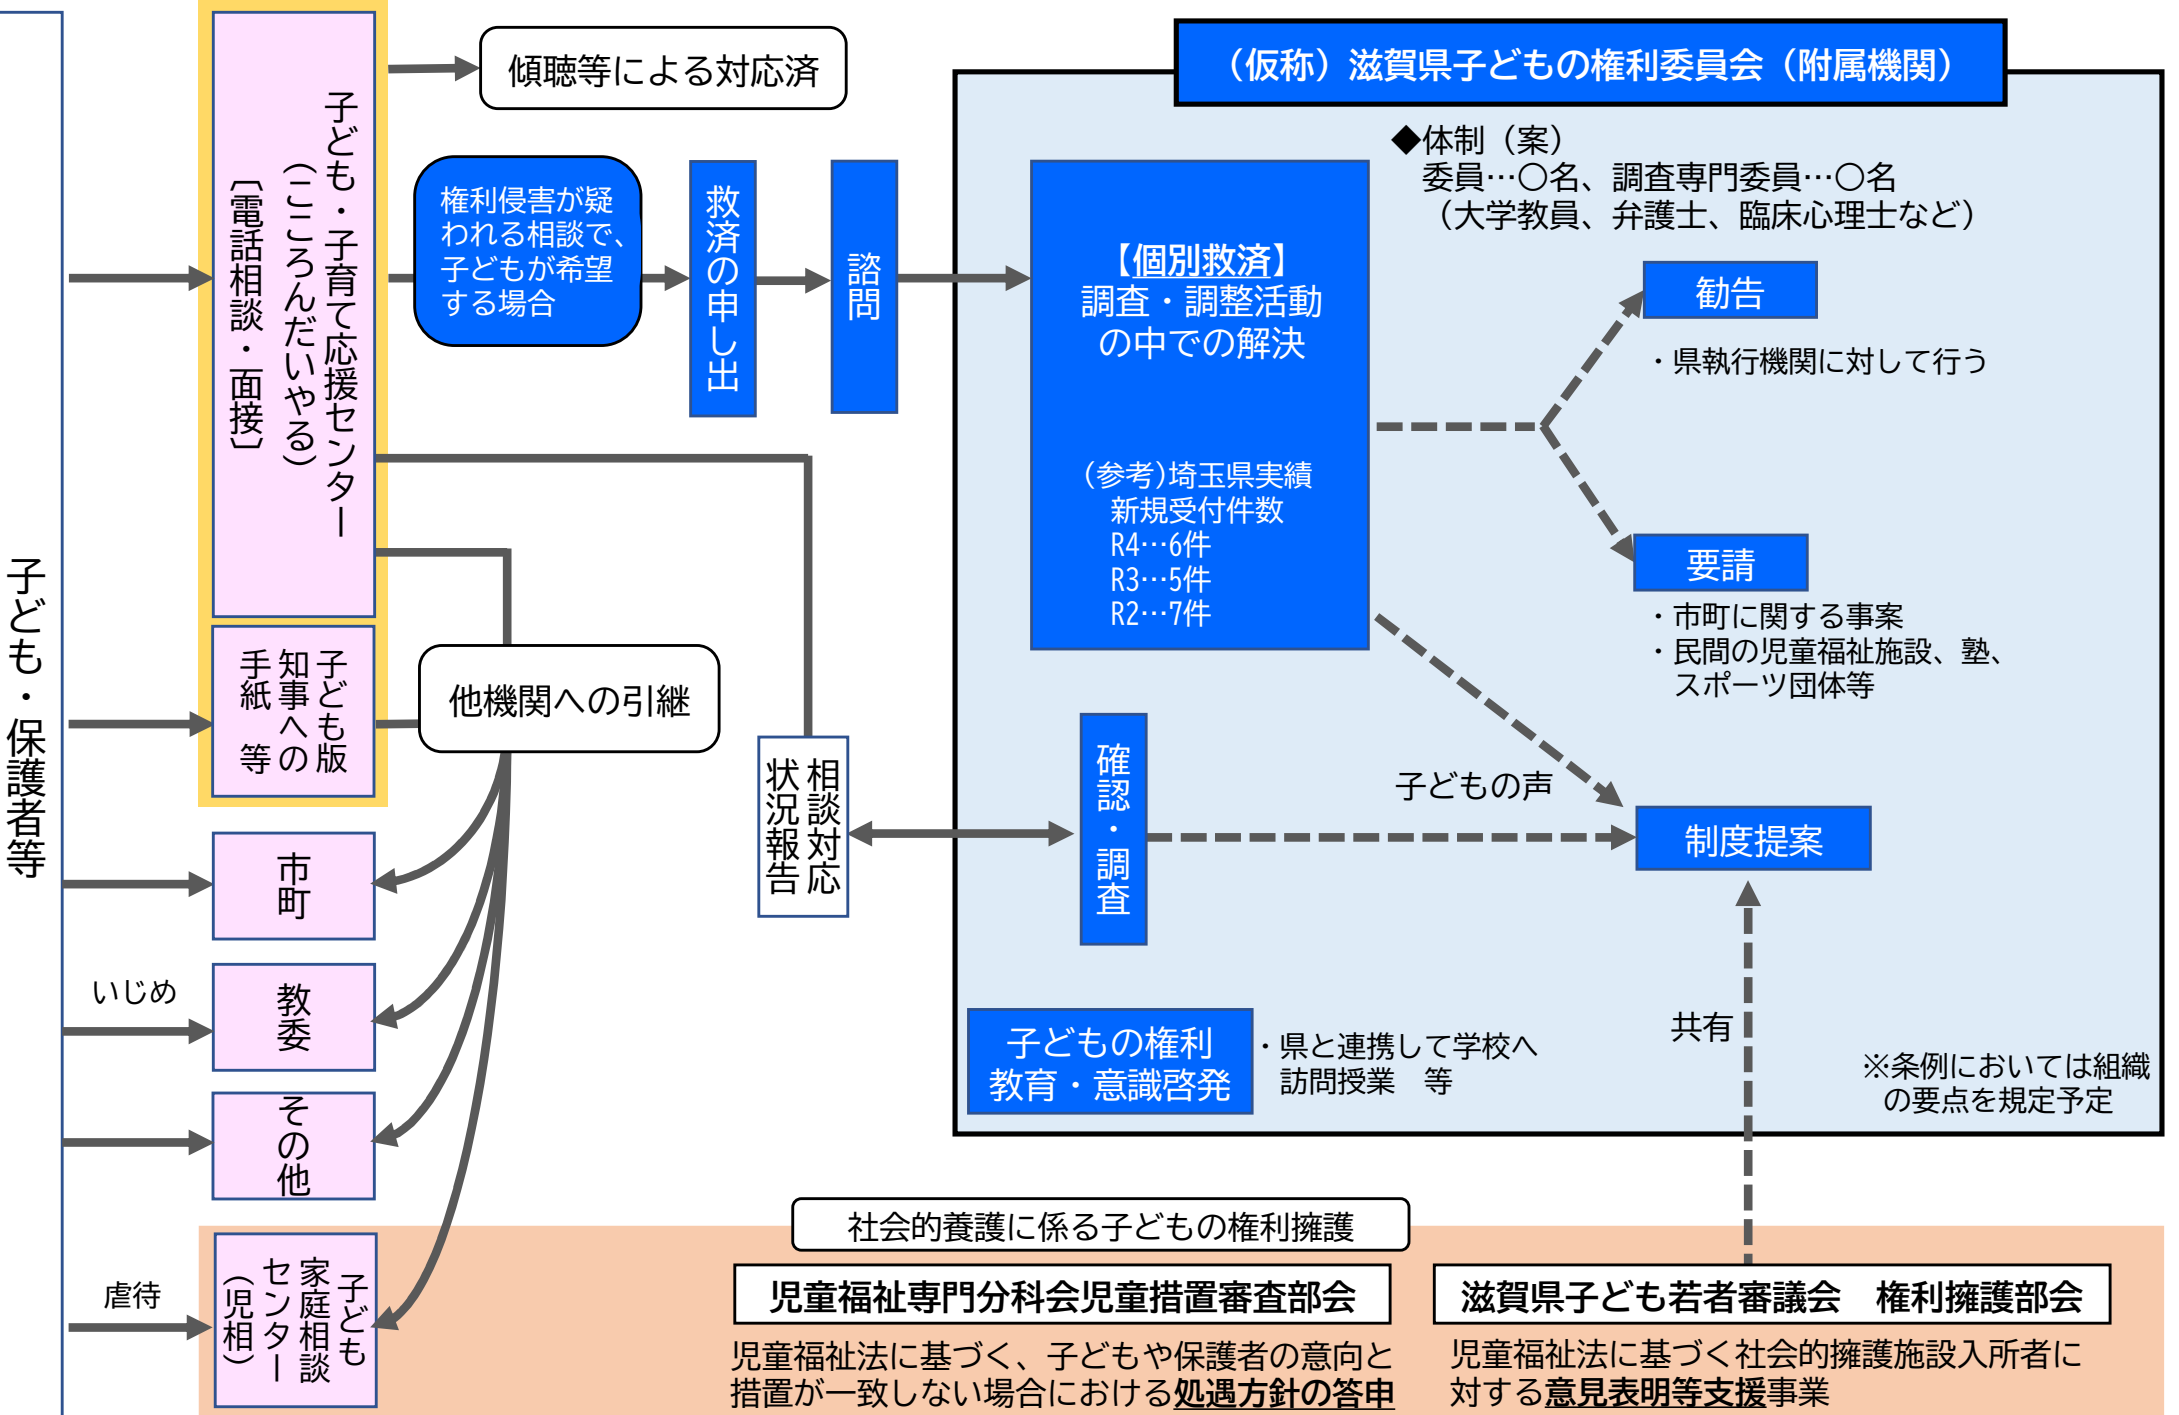 子ども・保護者等
子ども・子育て応援センター
（こころんだいやる）
〔電話相談・面接〕
子ども版
知事への
手紙　等
市町
いじめ
教委
その他
虐待
子ども
家庭相談
センター
（児相）
傾聴等による対応済
権利侵害が疑
われる相談で、
子どもが希望
する場合
救済の申し出
諮問
他機関への引継
相談対応
状況報告
（仮称）滋賀県子どもの権利委員会（附属機関）
◆体制（案）
委員…〇名、調査専門委員…〇名
（大学教員、弁護士、臨床心理士など）
【個別救済】
調査・調整活動
の中での解決
（参考）埼玉県実績
新規受付件数
R4…6件
R3…5件
R2…7件
勧告
・県執行機関に対して行う
要請
・市町に関する事案
・民間の児童福祉施設、塾、
スポーツ団体等
確認・調査
子どもの声
制度提案
共有
子どもの権利
教育・意識啓発
・県と連携して学校へ
訪問授業　等
※条例においては組織
の要点を規定予定
社会的養護に係る子どもの権利擁護
児童福祉専門分科会児童措置審査部会
児童福祉法に基づく、子どもや保護者の意向と
措置が一致しない場合における処遇方針の答申
滋賀県子ども若者審議会　権利擁護部会
児童福祉法に基づく社会的擁護施設入所者に
対する意見表明等支援事業